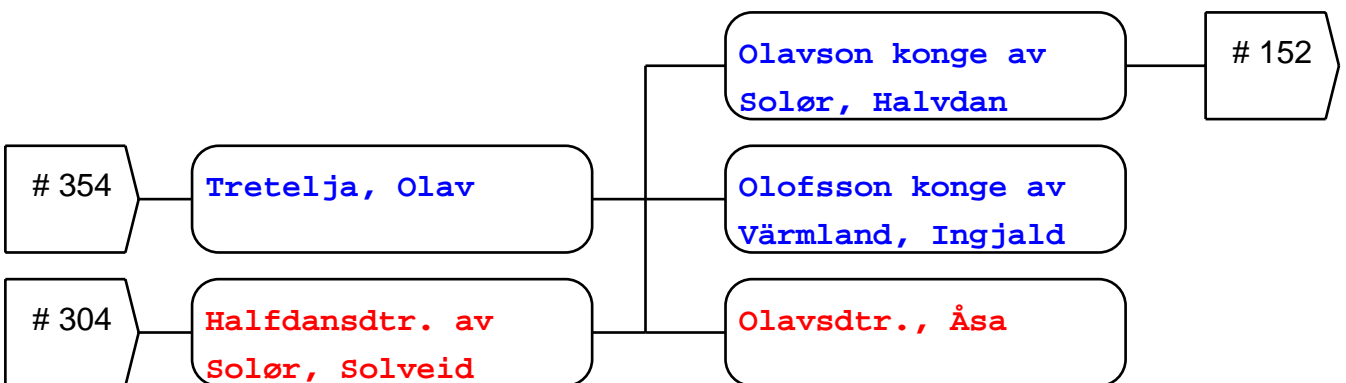 Olavson konge av
Solør, Halvdan
# 152
# 354
Tretelja, Olav
Olofsson konge av
Värmland, Ingjald
# 304
Halfdansdtr. av
Solør, Solveid
Olavsdtr., Åsa